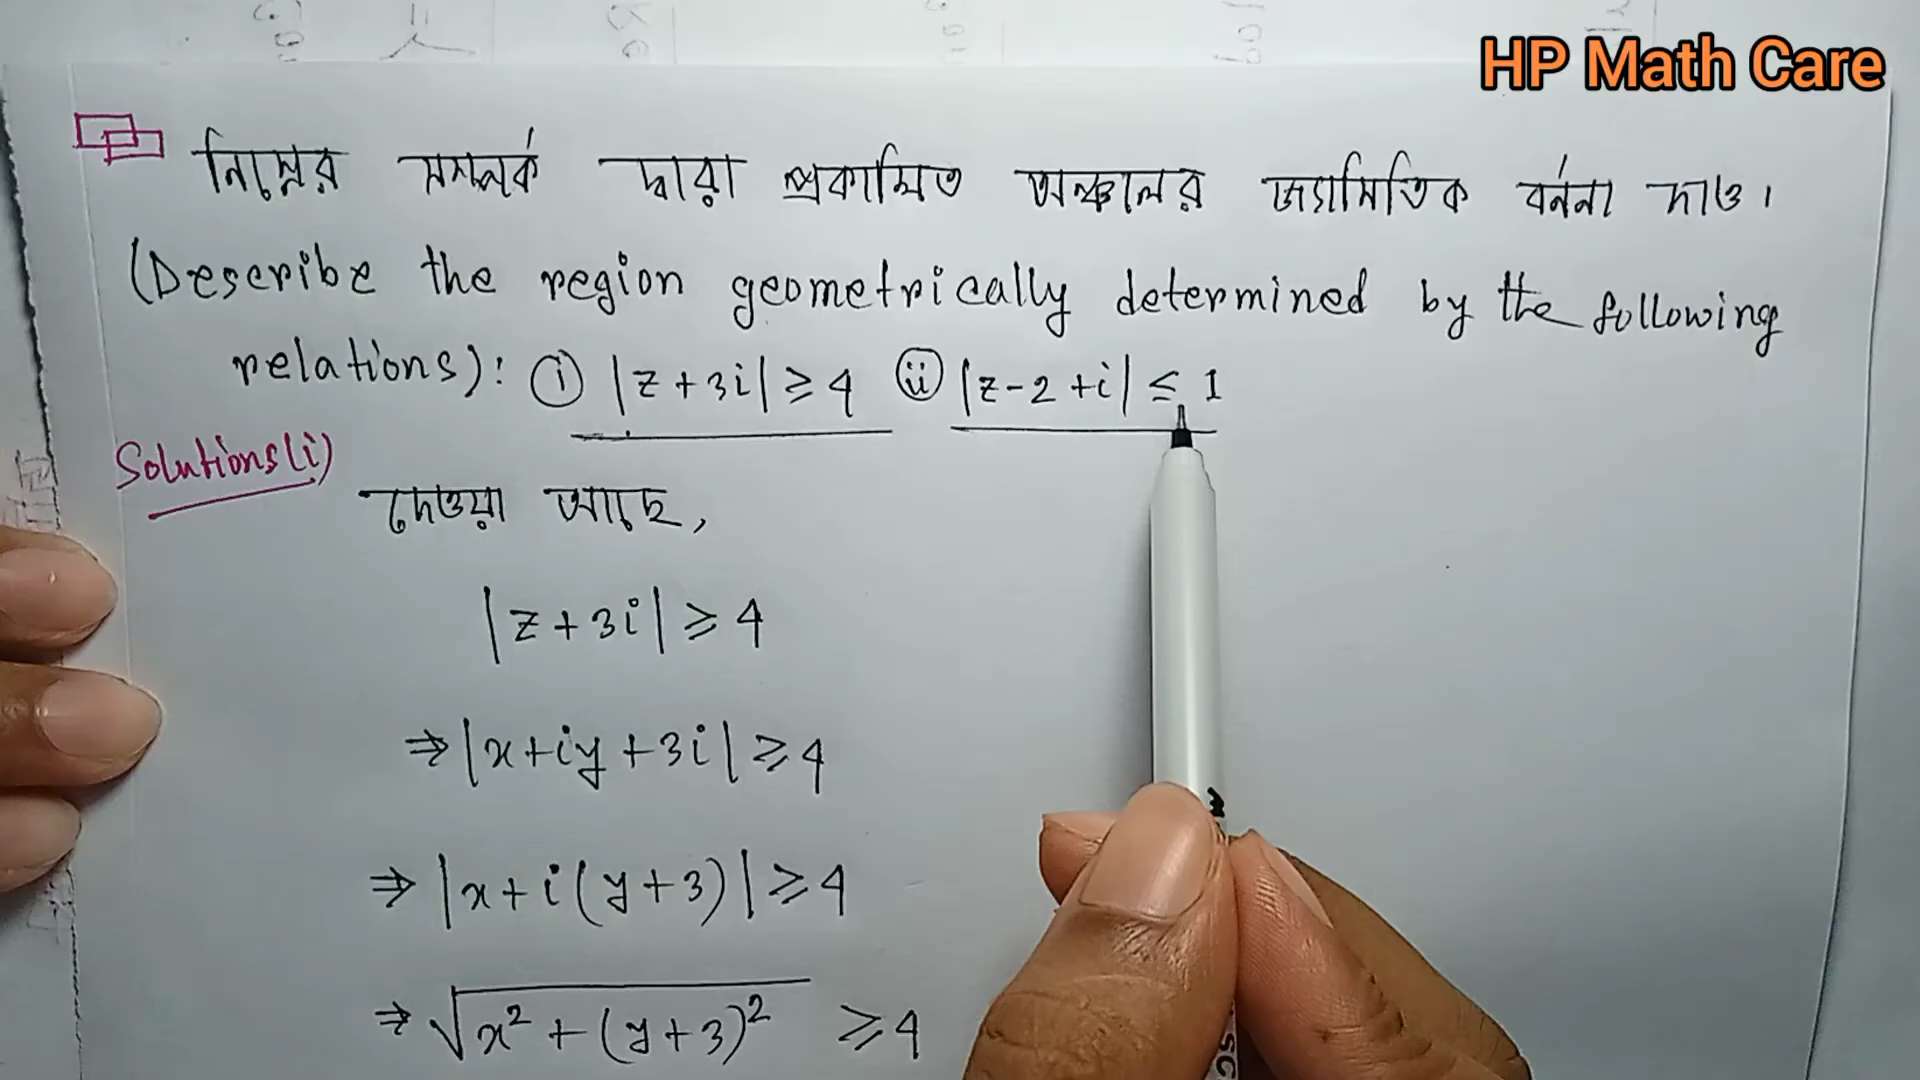 HP Math Care
নিম্নের সম্পর্ক দ্বারা প্রকাশিত অঞ্চলের জ্যামিতিক বর্ননা দাও।
(Describe the region geometrically determined by the following
relations): (i) |z+3i| ≥ 4 (ii) |z-2+i| ≤ 1
Solutions(i)
দেওয়া আছে,
|z+3i| ≥ 4
⇒ |x+iy+3i| ≥ 4
⇒ |x+i(y+3)| ≥ 4
⇒ √(x² + (y+3)²) ≥ 4